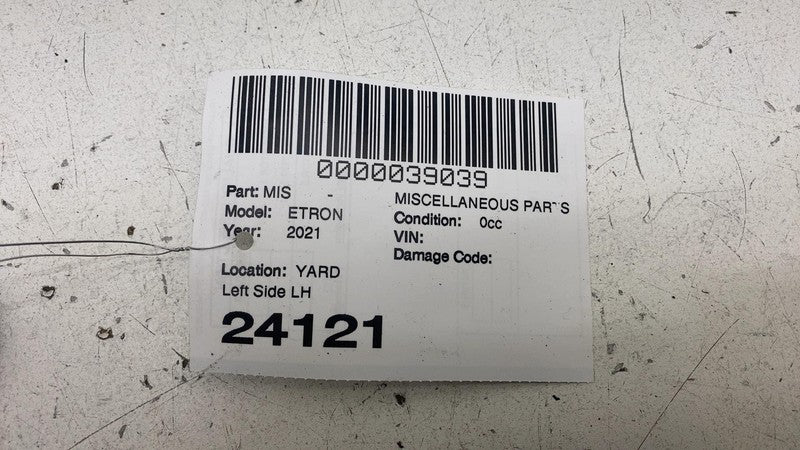 0000039039
Part: MIS - MISCELLANEOUS PARTS
Model: ETRON Condition: 0cc
Year: 2021 VIN:
Damage Code:
Location: YARD
Left Side LH
24121